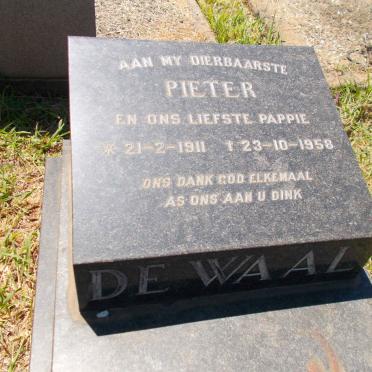 AAN MY DIERBAARSTE
PIETER
EN ONS LIEFSTE PAPPIE
* 21-2-1911 † 23-10-1958
ONS DANK GOD ELKEMAAL
AS ONS AAN U DINK
DE WAAL